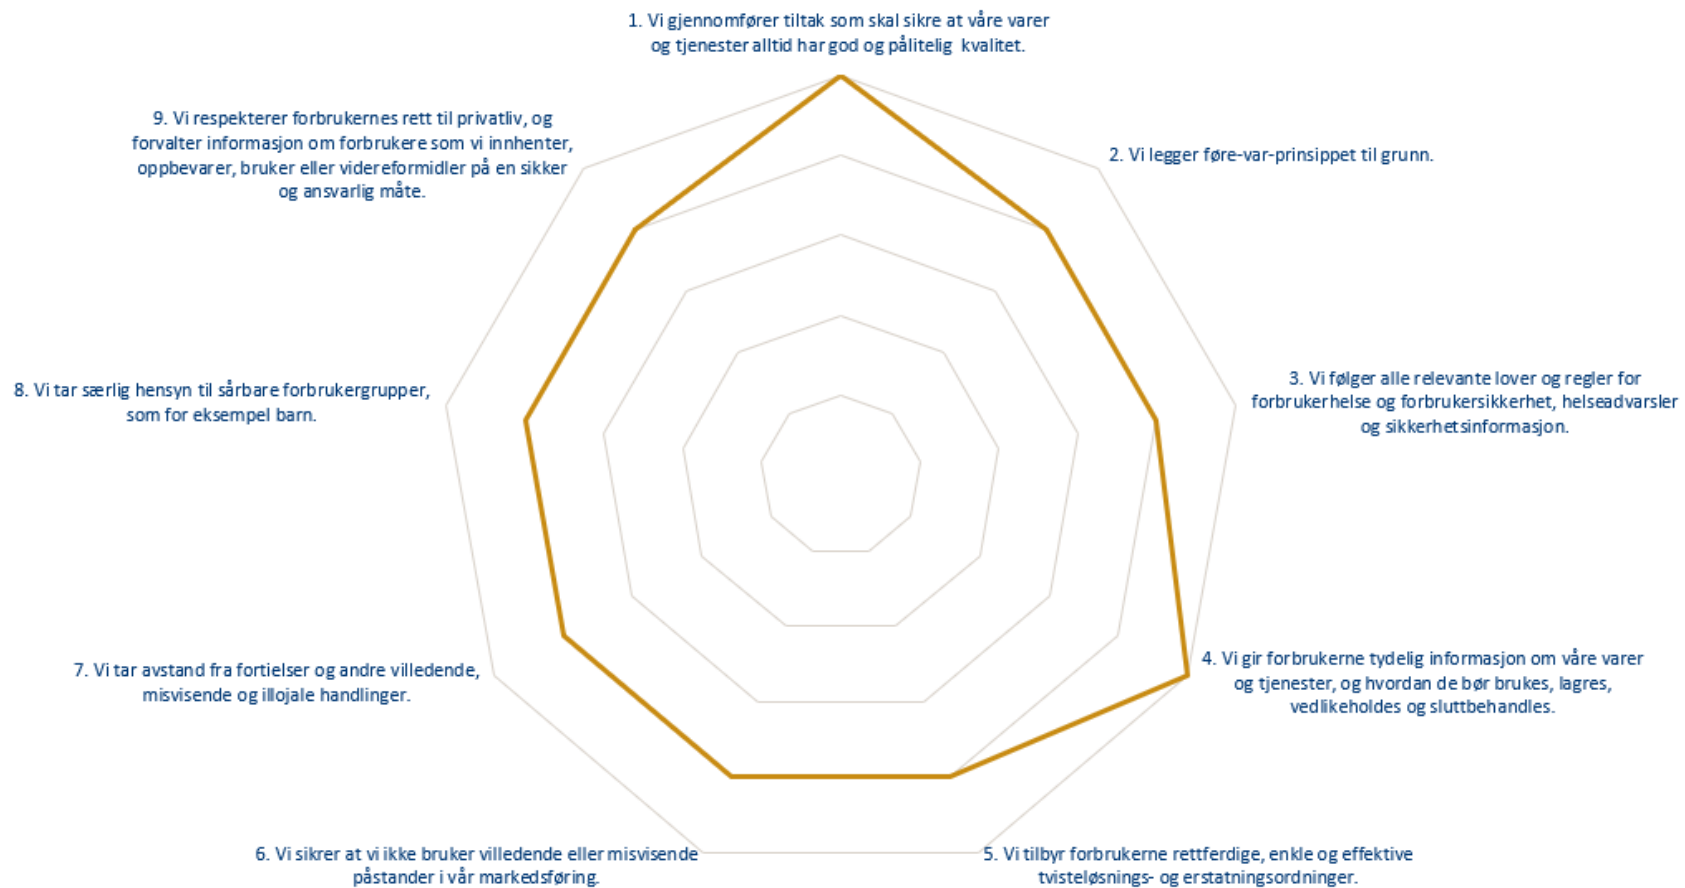 1. Vi gjennomfører tiltak som skal sikre at våre varer
og tjenester alltid har god og pålitelig kvalitet.
2. Vi legger føre-var-prinsippet til grunn.
3. Vi følger alle relevante lover og regler for
forbrukerhelse og forbrukersikkerhet, helseadvarsler
og sikkerhetsinformasjon.
4. Vi gir forbrukerne tydelig informasjon om våre varer
og tjenester, og hvordan de bør brukes, lagres,
vedlikeholdes og sluttbehandles.
5. Vi tilbyr forbrukerne rettferdige, enkle og effektive
tvisteløsnings- og erstatningsordninger.
6. Vi sikrer at vi ikke bruker villedende eller misvisende
påstander i vår markedsføring.
7. Vi tar avstand fra fortielser og andre villedende,
misvisende og illojale handlinger.
8. Vi tar særlig hensyn til sårbare forbrukergrupper,
som for eksempel barn.
9. Vi respekterer forbrukernes rett til privatliv, og
forvalter informasjon om forbrukere som vi innhenter,
oppbevarer, bruker eller videreformidler på en sikker
og ansvarlig måte.